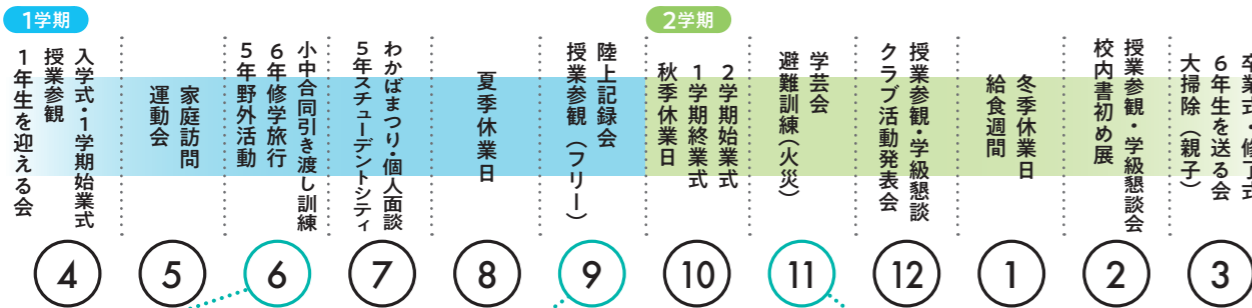 1学期
2学期
入学式・1学期始業式
授業参観
1年生を迎える会
家庭訪問
運動会
小中合同引き渡し訓練
6年修学旅行
5年野外活動
わかばまつり・個人面談
5年スチューデントシティ
夏季休業日
陸上記録会
授業参観(フリー)
2学期始業式
1学期終業式
秋季休業日
学芸会
避難訓練(火災)
授業参観・学級懇談
クラブ活動発表会
冬季休業日
給食週間
授業参観・学級懇談会
校内書初め展
卒業式・修了式
6年生を送る会
大掃除(親子)
4
5
6
7
8
9
10
11
12
1
2
3